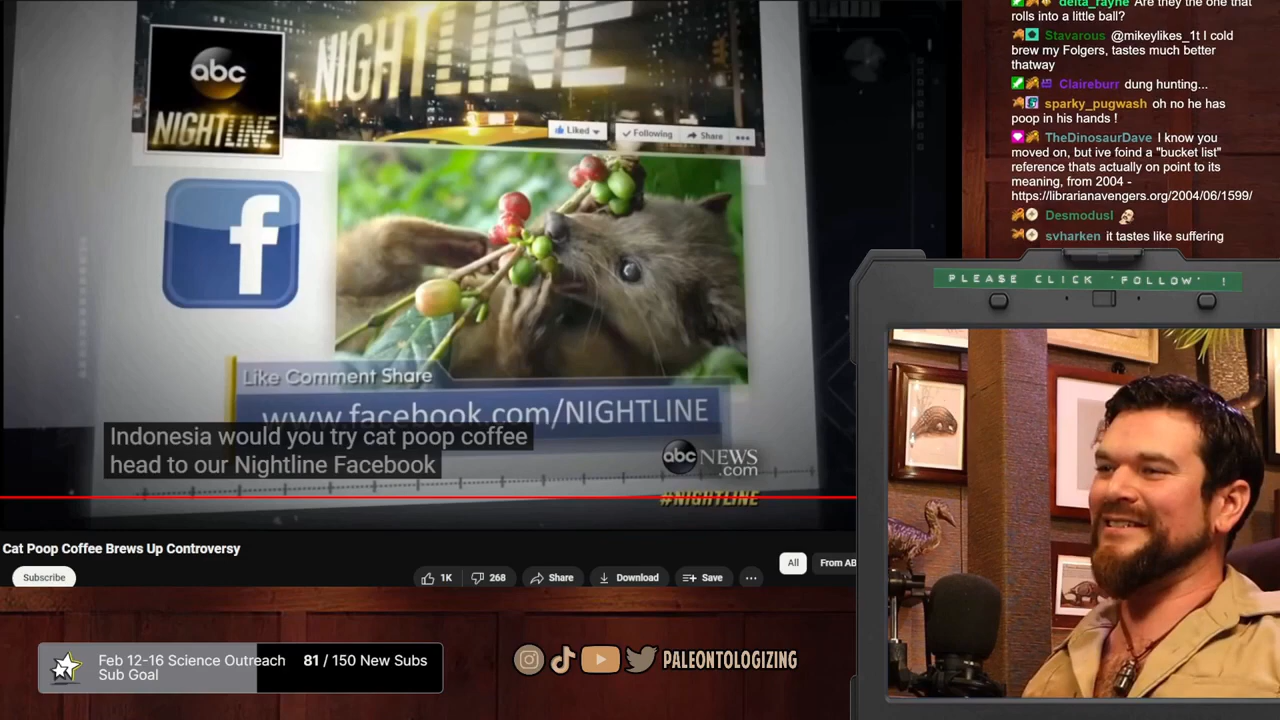 NIGHTLINE
abc
NIGHTLINE
Liked
Following
Share
f
Like Comment Share
www.facebook.com/NIGHTLINE
Indonesia would you try cat poop coffee
head to our Nightline Facebook
abc NEWS
.com
#NIGHTLINE
Cat Poop Coffee Brews Up Controversy
Subscribe
1K
268
Share
Download
Save
All
From AB
Feb 12-16 Science Outreach
Sub Goal
81 / 150 New Subs
PALEONTOLOGIZING
delta_rayne Are they the one that
rolls into a little ball?
Stavarous @mikeylikes_1t I cold
brew my Folgers, tastes much better
thatway
Claireburr dung hunting...
sparky_pugwash oh no he has
poop in his hands !
TheDinosaurDave I know you
moved on, but ive foind a "bucket list"
reference thats actually on point to its
meaning, from 2004 -
https://librarianavengers.org/2004/06/1599/
Desmodusl
svharken it tastes like suffering
PLEASE CLICK 'FOLLOW' !